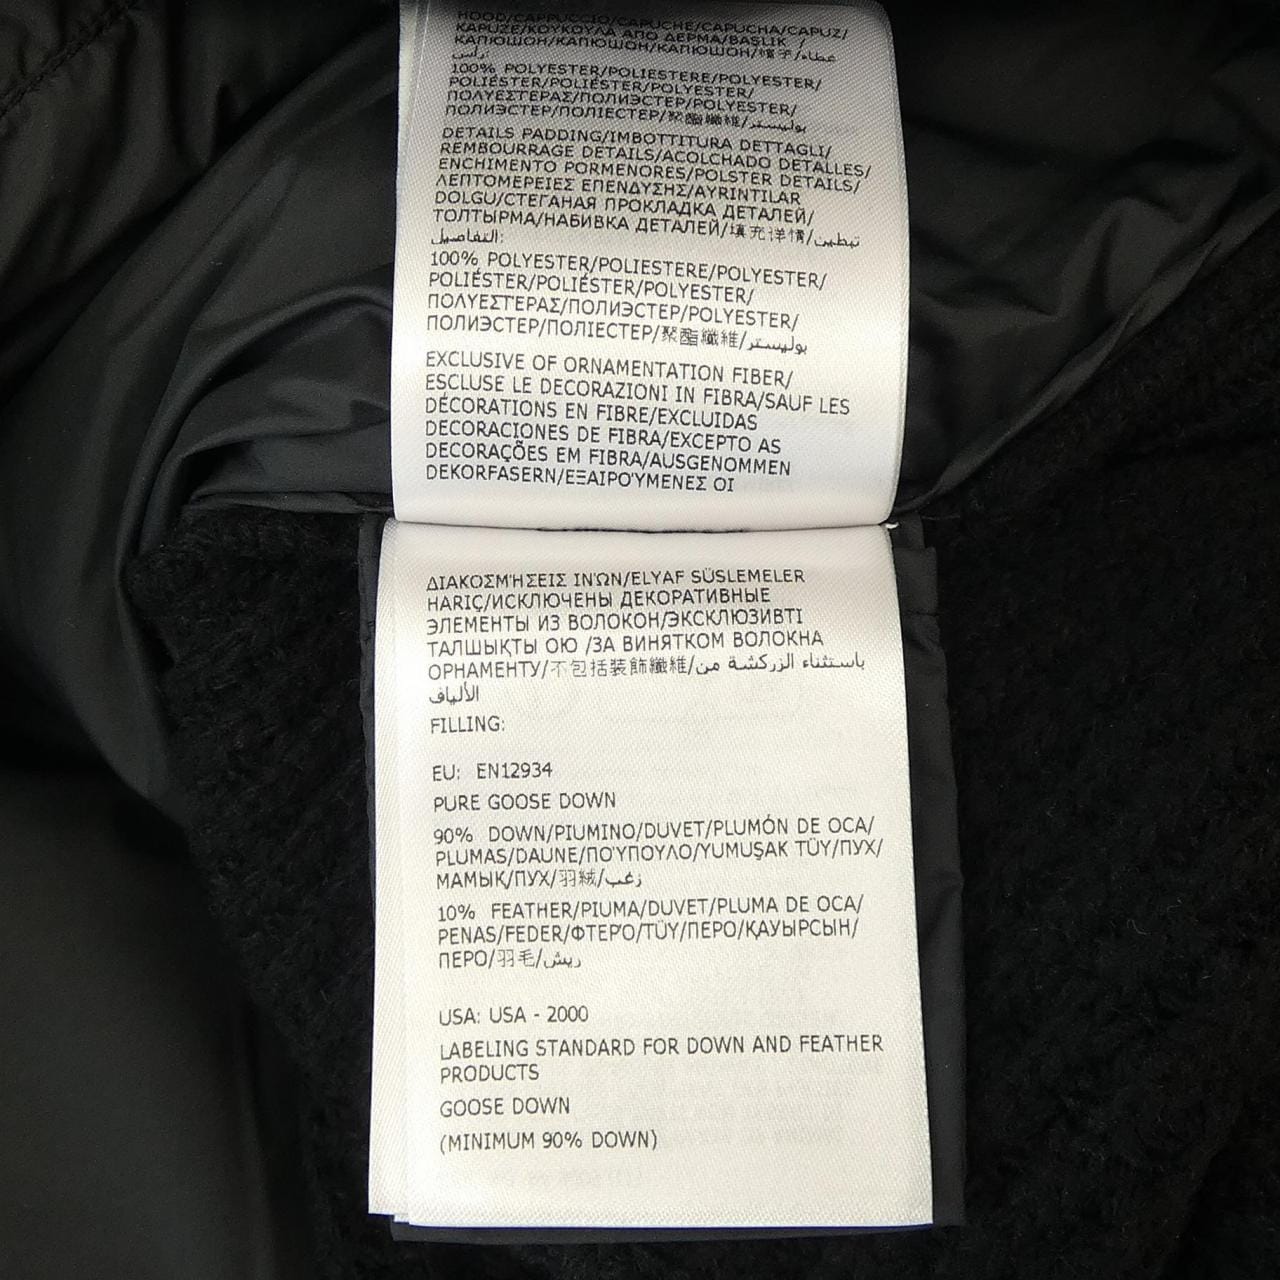 HOOD/CAPPUCCIO/CAPUCHE/CAPUCHA/CAPUZ/
KAPUZE/ΚΟΥΚΟΥΛΑ ΑΠΟ ΔΕΡΜΑ/BAŞLIK /
КАПЮШОН/КАПЮШОН/КАПЮШОН/帽子/غطاء
رأس:
100% POLYESTER/POLIESTERE/POLYESTER/
POLIÉSTER/POLIÉSTER/POLYESTER/
ΠΟΛΥΕΣΤΕΡΑΣ/ПОЛИЭСТЕР/POLYESTER/
ПОЛИЭСТЕР/ПОЛІЕСТЕР/聚酯纖維/بوليستر
DETAILS PADDING/IMBOTTITURA DETTAGLI/
REMBOURRAGE DETAILS/ACOLCHADO DETALLES/
ENCHIMENTO PORMENORES/POLSTER DETAILS/
ΛΕΠΤΟΜΕΡΕΙΕΣ ΕΠΕΝΔΥΣΗΣ/AYRINTILAR
DOLGU/СТЕГАНАЯ ПРОКЛАДКА ДЕТАЛЕЙ/
ТОЛТЫРМА/НАБИВКА ДЕТАЛЕЙ/填充详情/تبطين
التفاصيل:
100% POLYESTER/POLIESTERE/POLYESTER/
POLIÉSTER/POLIÉSTER/POLYESTER/
ΠΟΛΥΕΣΤΕΡΑΣ/ПОЛИЭСТЕР/POLYESTER/
ПОЛИЭСТЕР/ПОЛІЕСТЕР/聚酯纖維/بوليستر
EXCLUSIVE OF ORNAMENTATION FIBER/
ESCLUSE LE DECORAZIONI IN FIBRA/SAUF LES
DÉCORATIONS EN FIBRE/EXCLUIDAS
DECORACIONES DE FIBRA/EXCEPTO AS
DECORAÇÕES EM FIBRA/AUSGENOMMEN
DEKORFASERN/ΕΞΑΙΡΟΎΜΕΝΕΣ ΟΙ
ΔΙΑΚΟΣΜΉΣΕΙΣ ΙΝΏΝ/ELYAF SÜSLEMELER
HARIÇ/ИСКЛЮЧЕНЫ ДЕКОРАТИВНЫЕ
ЭЛЕМЕНТЫ ИЗ ВОЛОКОН/ЭКСКЛЮЗИВТІ
ТАЛШЫҚТЫ ОЮ /ЗА ВИНЯТКОМ ВОЛОКНА
ОРНАМЕНТУ/不包括装飾纖維/باستثناء الزركشة من
الألياف
FILLING:
EU: EN12934
PURE GOOSE DOWN
90% DOWN/PIUMINO/DUVET/PLUMÓN DE OCA/
PLUMAS/DAUNE/ΠΟΎΠΟΥΛΟ/YUMUŞAK TÜY/ПУХ/
МАМЫҚ/ПУХ/羽絨/زغب
10% FEATHER/PIUMA/DUVET/PLUMA DE OCA/
PENAS/FEDER/ΦΤΕΡΌ/TÜY/ПЕРО/ҚАУЫРСЫН/
ПЕРО/羽毛/ريش
USA: USA - 2000
LABELING STANDARD FOR DOWN AND FEATHER
PRODUCTS
GOOSE DOWN
(MINIMUM 90% DOWN)